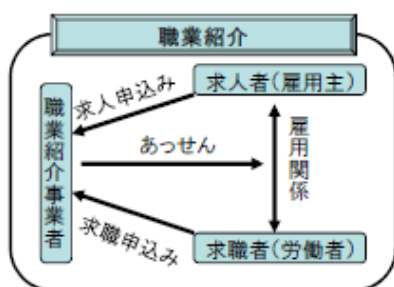 職業紹介
求人者(雇用主)
求人申込み
職業紹介事業者
あっせん
雇用関係
求職申込み
求職者(労働者)